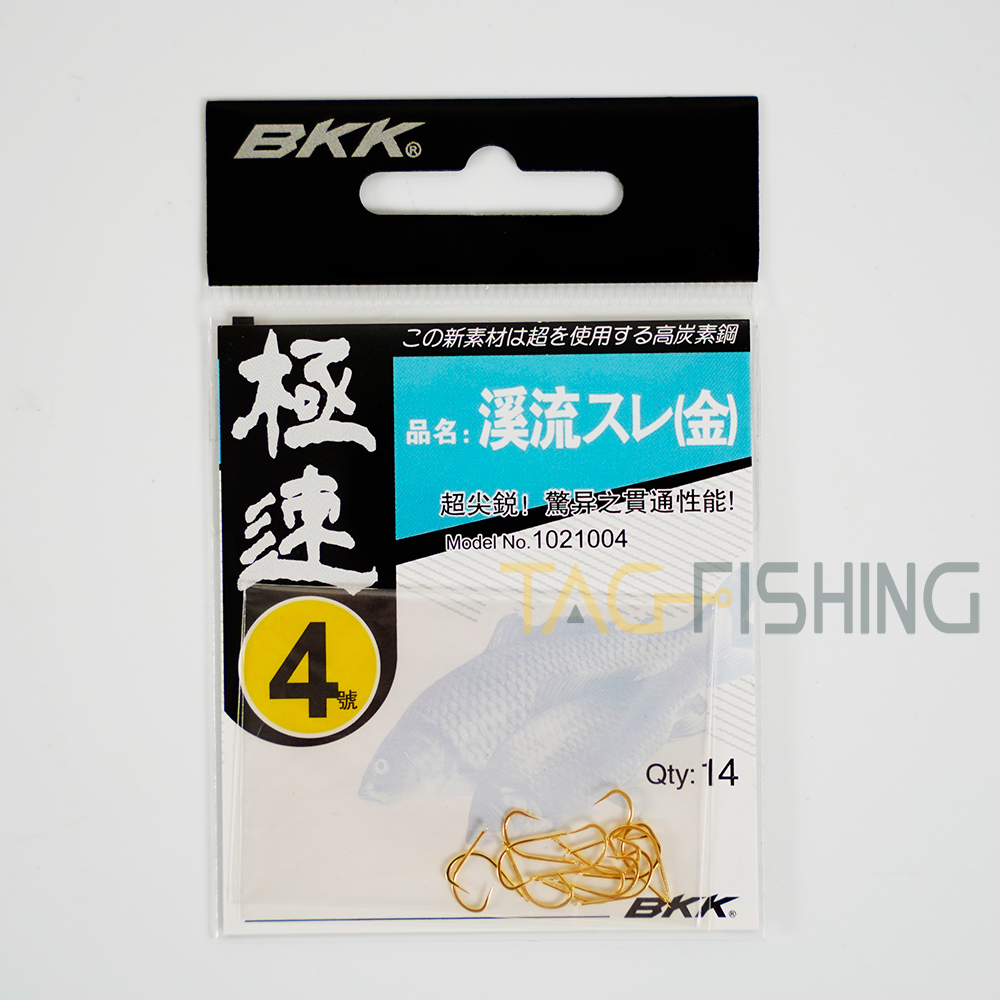 BKK®
この新素材は超を使用する高炭素鋼
極速
品名: 溪流スレ(金)
超尖鋭! 驚异之貫通性能!
Model No. 1021004
TAG FISHING
4號
Qty: 14
BKK®